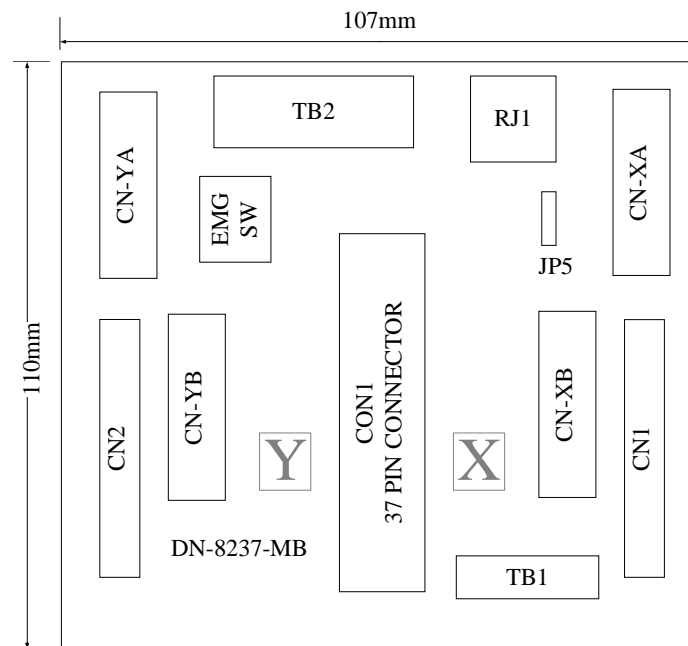 107mm
110mm
TB2
RJ1
CN-YA
CN-XA
EMG
SW
JP5
CON1
37 PIN CONNECTOR
CN2
CN-YB
Y
X
CN-XB
CN1
DN-8237-MB
TB1